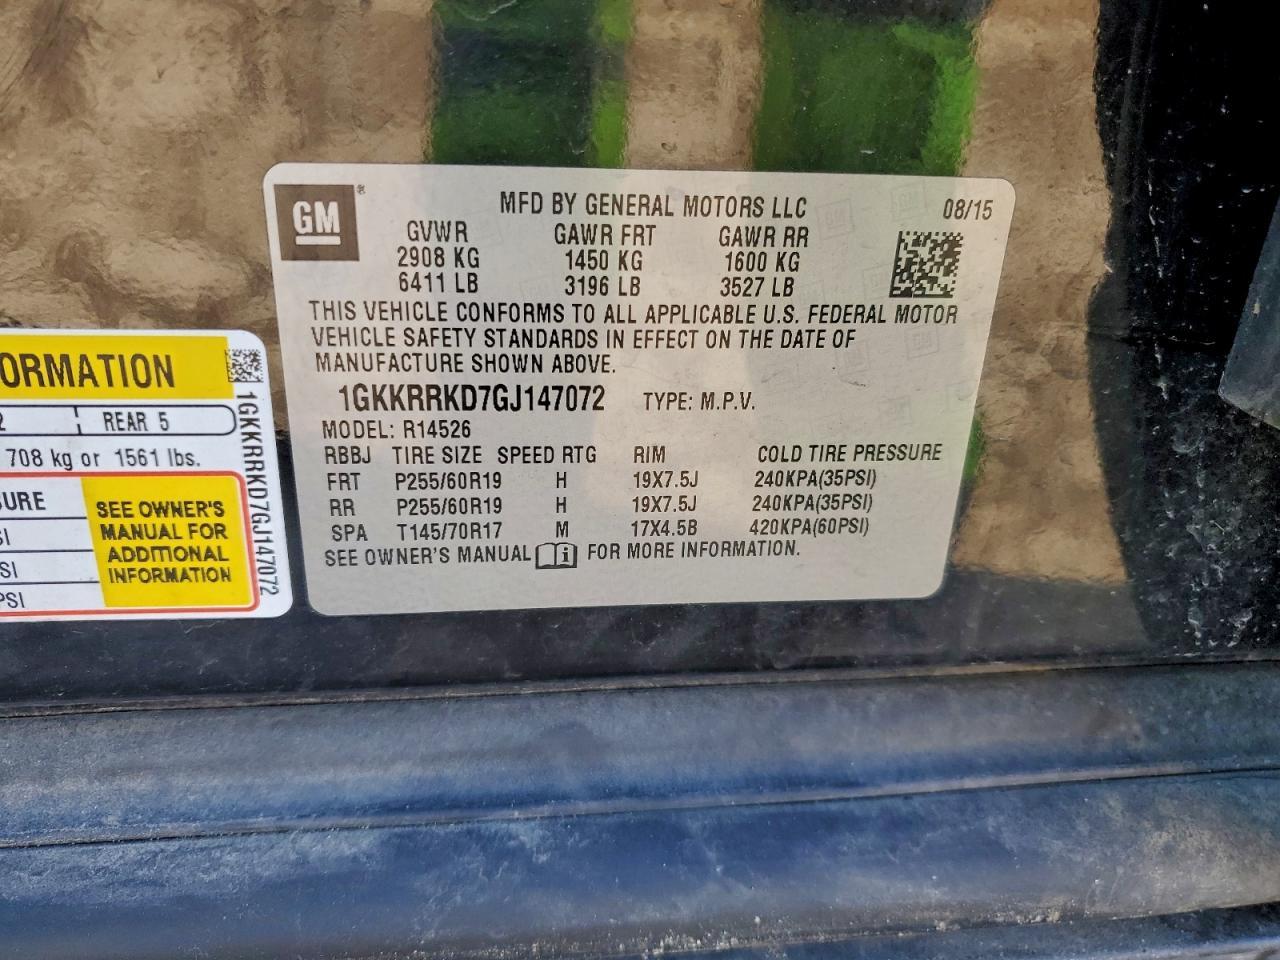 GM ®
MFD BY GENERAL MOTORS LLC 08/15
GVWR GAWR FRT GAWR RR
2908 KG 1450 KG 1600 KG
6411 LB 3196 LB 3527 LB
THIS VEHICLE CONFORMS TO ALL APPLICABLE U.S. FEDERAL MOTOR
VEHICLE SAFETY STANDARDS IN EFFECT ON THE DATE OF
MANUFACTURE SHOWN ABOVE.
1GKKRRKD7GJ147072 TYPE: M.P.V.
MODEL: R14526
RBBJ TIRE SIZE SPEED RTG RIM COLD TIRE PRESSURE
FRT P255/60R19 H 19X7.5J 240KPA(35PSI)
RR P255/60R19 H 19X7.5J 240KPA(35PSI)
SPA T145/70R17 M 17X4.5B 420KPA(60PSI)
SEE OWNER'S MANUAL i FOR MORE INFORMATION.
ORMATION
2 REAR 5
708 kg or 1561 lbs.
SURE
SI
SI
PSI
SEE OWNER'S
MANUAL FOR
ADDITIONAL
INFORMATION
1GKKRRKD7GJ147072